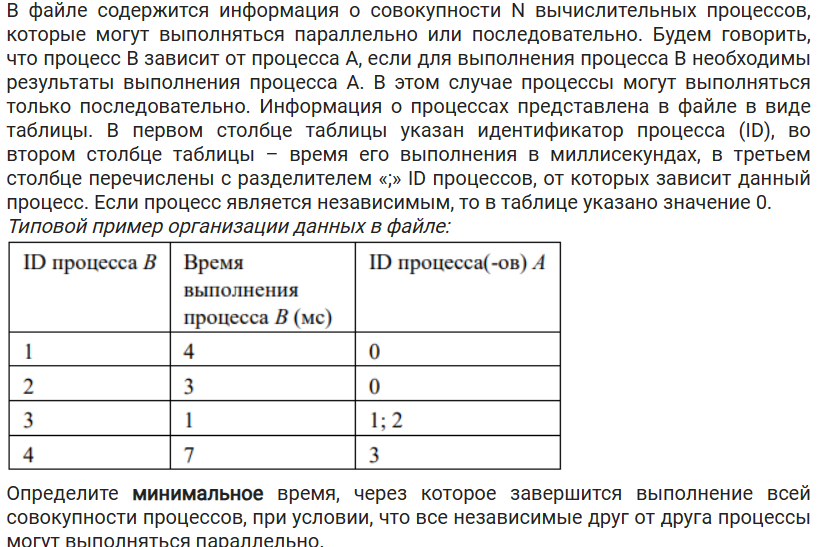 В файле содержится информация о совокупности N вычислительных процессов,
которые могут выполняться параллельно или последовательно. Будем говорить,
что процесс B зависит от процесса A, если для выполнения процесса B необходимы
результаты выполнения процесса A. В этом случае процессы могут выполняться
только последовательно. Информация о процессах представлена в файле в виде
таблицы. В первом столбце таблицы указан идентификатор процесса (ID), во
втором столбце таблицы – время его выполнения в миллисекундах, в третьем
столбце перечислены с разделителем «;» ID процессов, от которых зависит данный
процесс. Если процесс является независимым, то в таблице указано значение 0.
Типовой пример организации данных в файле:
ID процесса B Время выполнения процесса B (мс) ID процесса(-ов) A
1 4 0
2 3 0
3 1 1; 2
4 7 3
Определите минимальное время, через которое завершится выполнение всей
совокупности процессов, при условии, что все независимые друг от друга процессы
могут выполняться параллельно.